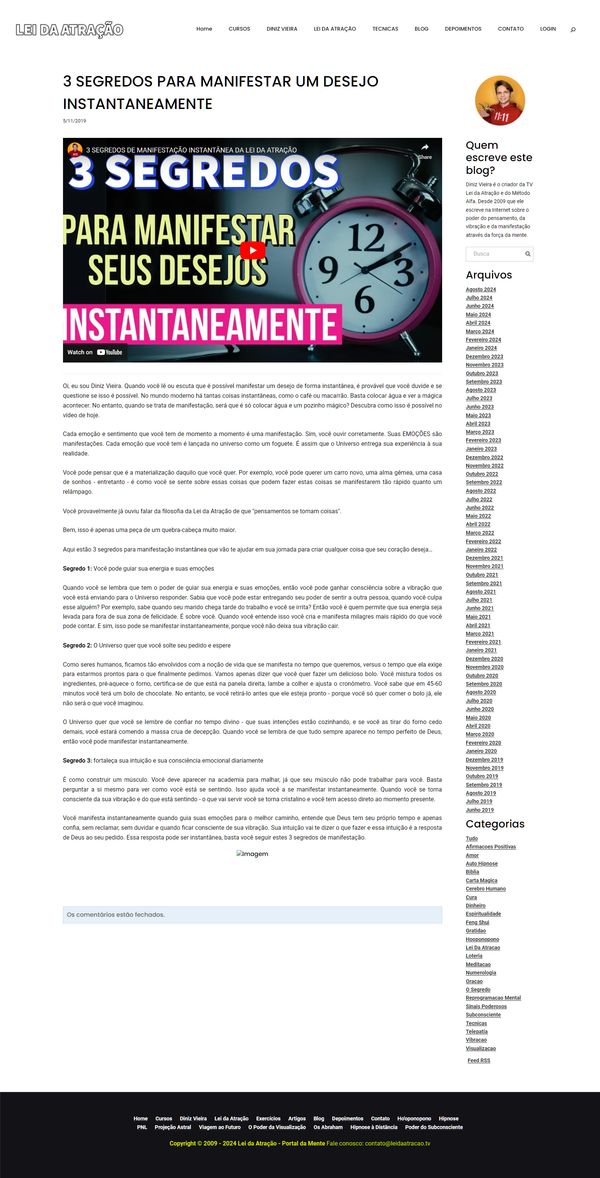 LEI DA ATRAÇÃO
Home CURSOS DINIZ VIEIRA LEI DA ATRAÇÃO TÉCNICAS BLOG DEPOIMENTOS CONTATO LOGIN
3 SEGREDOS PARA MANIFESTAR UM DESEJO
INSTANTANEAMENTE
5/11/2019
3 SEGREDOS DE MANIFESTAÇÃO INSTANTÂNEA DA LEI DA ATRAÇÃO
Share
3 SEGREDOS
PARA MANIFESTAR
SEUS DESEJOS
INSTANTANEAMENTE
12
1
2
3
4
5
6
7
8
9
10
11
Watch on YouTube
Oi, eu sou Diniz Vieira. Quando você lê ou escuta que é possível manifestar um desejo de forma instantânea, é provável que você duvide e se
questione se isso é possível. No mundo moderno há tantas coisas instantâneas, como o café ou macarrão. Basta colocar água e ver a mágica
acontecer. No entanto, quando se trata de manifestação, será que é só colocar água e um pozinho mágico? Descubra como isso é possível no
vídeo de hoje.
Cada emoção e sentimento que você tem de momento a momento é uma manifestação. Sim, você ouvir corretamente. Suas EMOÇÕES são
manifestações. Cada emoção que você tem é lançada no universo como um foguete. É assim que o Universo entrega sua experiência à sua
realidade.
Você pode pensar que é a materialização daquilo que você quer. Por exemplo, você pode querer um carro novo, uma alma gêmea, uma casa
de sonhos - entretanto - é como você se sente sobre essas coisas que podem fazer estas coisas se manifestarem tão rápido quanto um
relâmpago.
Você provavelmente já ouviu falar da filosofia da Lei da Atração de que "pensamentos se tornam coisas".
Bem, isso é apenas uma peça de um quebra-cabeça muito maior.
Aqui estão 3 segredos para manifestação instantânea que vão te ajudar em sua jornada para criar qualquer coisa que seu coração deseja...
Segredo 1: Você pode guiar sua energia e suas emoções
Quando você se lembra que tem o poder de guiar sua energia e suas emoções, então você pode ganhar consciência sobre a vibração que
você está enviando para o Universo responder. Sabia que você pode estar entregando seu poder de sentir a outra pessoa, quando você culpa
esse alguém? Por exemplo, sabe quando seu marido chega tarde do trabalho e você se irrita? Então você é quem permite que sua energia seja
levada para fora de sua zona de felicidade. É sobre você. Quando você entende isso você cria e manifesta milagres mais rápido do que você
pode contar. E sim, isso pode se manifestar instantaneamente, porque você não deixa sua vibração cair.
Segredo 2: O Universo quer que você solte seu pedido e espere
Como seres humanos, ficamos tão envolvidos com a noção de vida que se manifesta no tempo que queremos, versus o tempo que ela exige
para estarmos prontos para o que finalmente pedimos. Vamos apenas dizer que você quer fazer um delicioso bolo. Você mistura todos os
ingredientes, pré-aquece o forno, certifica-se de que está na panela direita, lambe a colher e ajusta o cronômetro. Você sabe que em 45-60
minutos você terá um bolo de chocolate. No entanto, se você retirá-lo antes que ele esteja pronto - porque você só quer comer o bolo já, ele
não será o que você imaginou.
O Universo quer que você se lembre de confiar no tempo divino - que suas intenções estão cozinhando, e se você as tirar do forno cedo
demais, você estará comendo a massa crua de decepção. Quando você se lembra de que tudo sempre aparece no tempo perfeito de Deus,
então você pode manifestar instantaneamente.
Segredo 3: fortaleça sua intuição e sua consciência emocional diariamente
É como construir um músculo. Você deve aparecer na academia para malhar, já que seu músculo não pode trabalhar para você. Basta
perguntar a si mesmo para ver como você está se sentindo. Isso ajuda você a se manifestar instantaneamente. Quando você se torna
consciente da sua vibração e do que está sentindo - o que vai servir você se torna cristalino e você tem acesso direto ao momento presente.
Você manifesta instantaneamente quando guia suas emoções para o melhor caminho, entende que Deus tem seu próprio tempo e apenas
confia, sem reclamar, sem duvidar e quando ficar consciente de sua vibração. Sua intuição vai te dizer o que fazer e essa intuição é a resposta
de Deus ao seu pedido. Essa resposta pode ser instantânea, basta você seguir estes 3 segredos de manifestação.
Imagem
Os comentários estão fechados.
11:11
Quem
escreve este
blog?
Diniz Vieira é o criador da TV
Lei da Atração e do Método
Alfa. Desde 2009 que ele
escreve na Internet sobre o
poder do pensamento, da
vibração e da manifestação
através da força da mente.
Busca
Arquivos
Agosto 2024
Julho 2024
Junho 2024
Maio 2024
Abril 2024
Março 2024
Fevereiro 2024
Janeiro 2024
Dezembro 2023
Novembro 2023
Outubro 2023
Setembro 2023
Agosto 2023
Julho 2023
Junho 2023
Maio 2023
Abril 2023
Março 2023
Fevereiro 2023
Janeiro 2023
Dezembro 2022
Novembro 2022
Outubro 2022
Setembro 2022
Agosto 2022
Julho 2022
Junho 2022
Maio 2022
Abril 2022
Março 2022
Fevereiro 2022
Janeiro 2022
Dezembro 2021
Novembro 2021
Outubro 2021
Setembro 2021
Agosto 2021
Julho 2021
Junho 2021
Maio 2021
Abril 2021
Março 2021
Fevereiro 2021
Janeiro 2021
Dezembro 2020
Novembro 2020
Outubro 2020
Setembro 2020
Agosto 2020
Julho 2020
Junho 2020
Maio 2020
Abril 2020
Março 2020
Fevereiro 2020
Janeiro 2020
Dezembro 2019
Novembro 2019
Outubro 2019
Setembro 2019
Agosto 2019
Julho 2019
Junho 2019
Categorias
Tudo
Afirmacoes Positivas
Amor
Auto Hipnose
Biblia
Carta Magica
Cerebro Humano
Cura
Dinheiro
Espiritualidade
Feng Shui
Gratidao
Hooponopono
Lei Da Atracao
Loteria
Meditacao
Numerologia
Oracao
O Segredo
Reprogramacao Mental
Sinais Poderosos
Subconsciente
Tecnicas
Telepatia
Vibracao
Visualizacao
Feed RSS
Home Cursos Diniz Vieira Lei da Atração Exercicios Artigos Blog Depoimentos Contato Ho'oponopono Hipnose
PNL Projeção Astral Viagem ao Futuro O Poder da Visualização Os Abraham Hipnose à Distância Poder do Subconsciente
Copyright © 2009 - 2024 Lei da Atração - Portal da Mente Fale conosco: contato@leidaatracao.tv